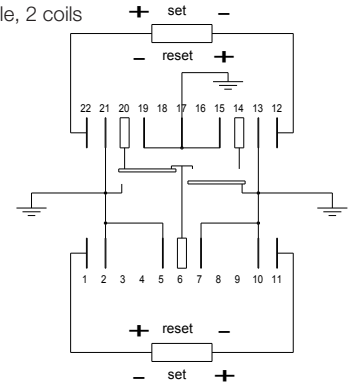 le, 2 coils
+ set -
- reset +
22 21 20 19 18 17 16 15 14 13 12
1 2 3 4 5 6 7 8 9 10 11
+ reset -
- set +